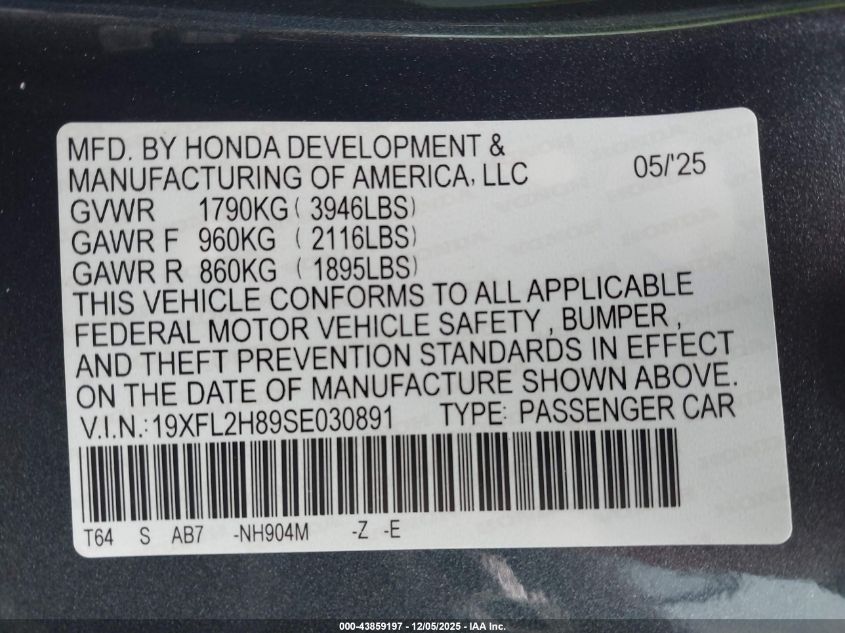 MFD. BY HONDA DEVELOPMENT &
MANUFACTURING OF AMERICA, LLC 05/'25
GVWR 1790KG ( 3946LBS)
GAWR F 960KG ( 2116LBS)
GAWR R 860KG ( 1895LBS)
THIS VEHICLE CONFORMS TO ALL APPLICABLE
FEDERAL MOTOR VEHICLE SAFETY , BUMPER ,
AND THEFT PREVENTION STANDARDS IN EFFECT
ON THE DATE OF MANUFACTURE SHOWN ABOVE.
V.I.N.:19XFL2H89SE030891 TYPE: PASSENGER CAR
T64 S AB7 -NH904M -Z -E
000-43859197 - 12/05/2025 - IAA Inc.